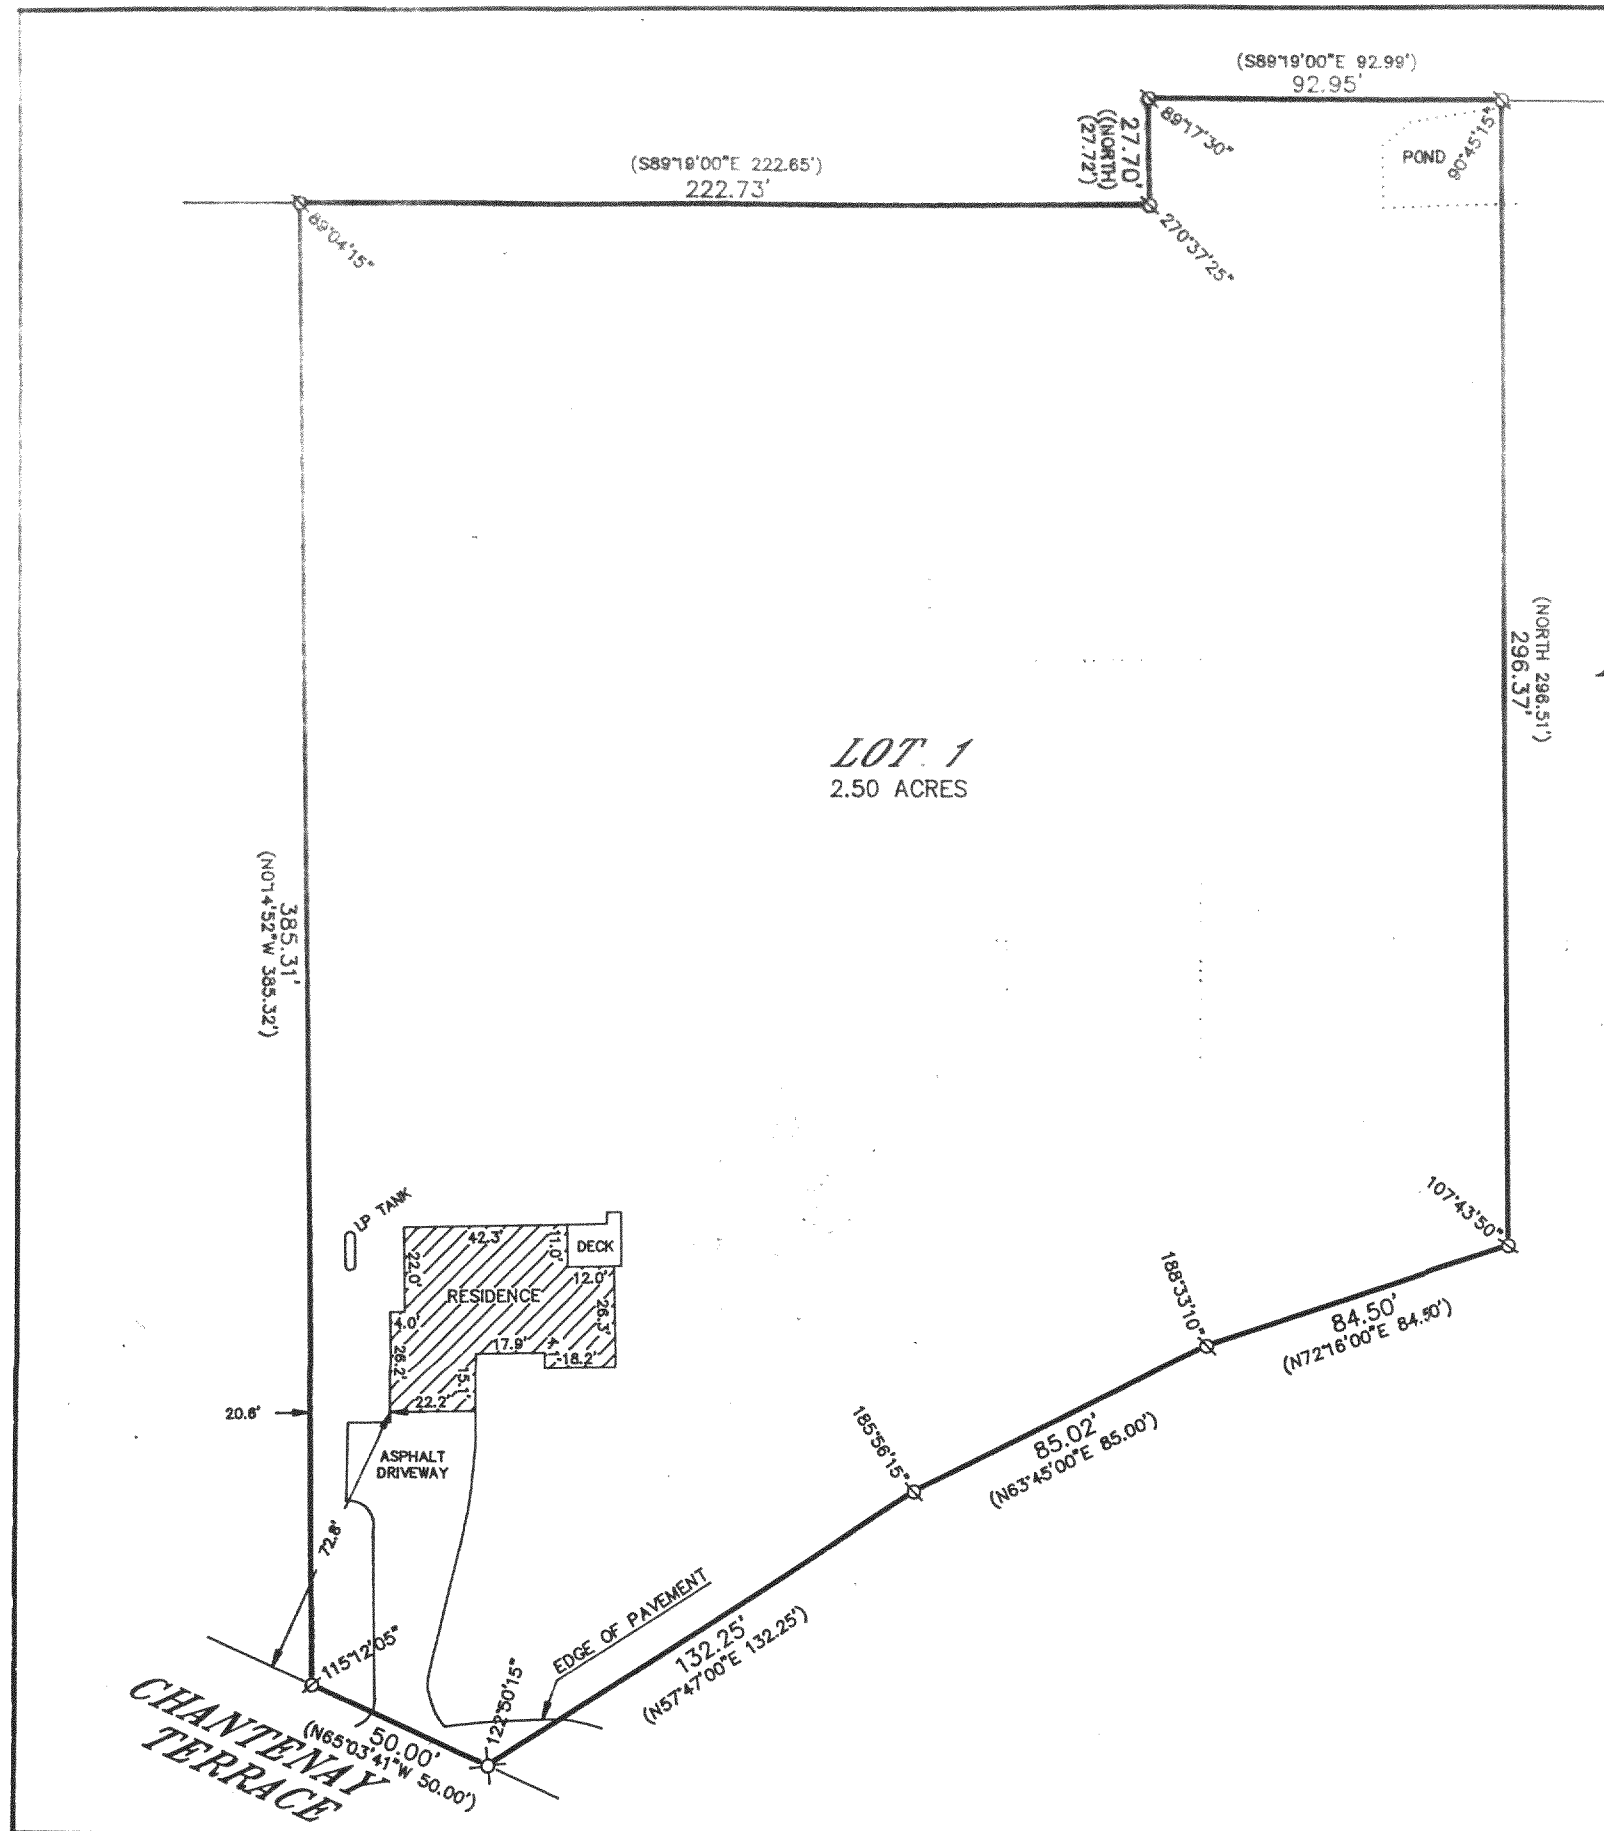 (S89°19'00"E 92.99')
92.95'
89°17'30"
27.70'
(NORTH)
(27.72')
POND
90°45'15"
(S89°19'00"E 222.65')
222.73'
89°04'15"
270°37'25"
(NORTH 296.51')
296.37'
LOT 1
2.50 ACRES
385.31'
(N01°4'52"W 385.32')
107°43'50"
LP TANK
42.3'
11.0'
DECK
22.0'
12.0'
RESIDENCE
26.3'
4.0'
17.9'
18.2'
26.2'
15.1'
22.2'
188°33'10"
84.50'
(N72°16'00"E 84.50')
20.6'
185°56'15"
85.02'
(N63°45'00"E 85.00')
ASPHALT
DRIVEWAY
72.8'
EDGE OF PAVEMENT
132.25'
(N57°47'00"E 132.25')
115°12'05"
122°50'15"
50.00'
(N65°03'41"W 50.00')
CHANTENAY
TERRACE